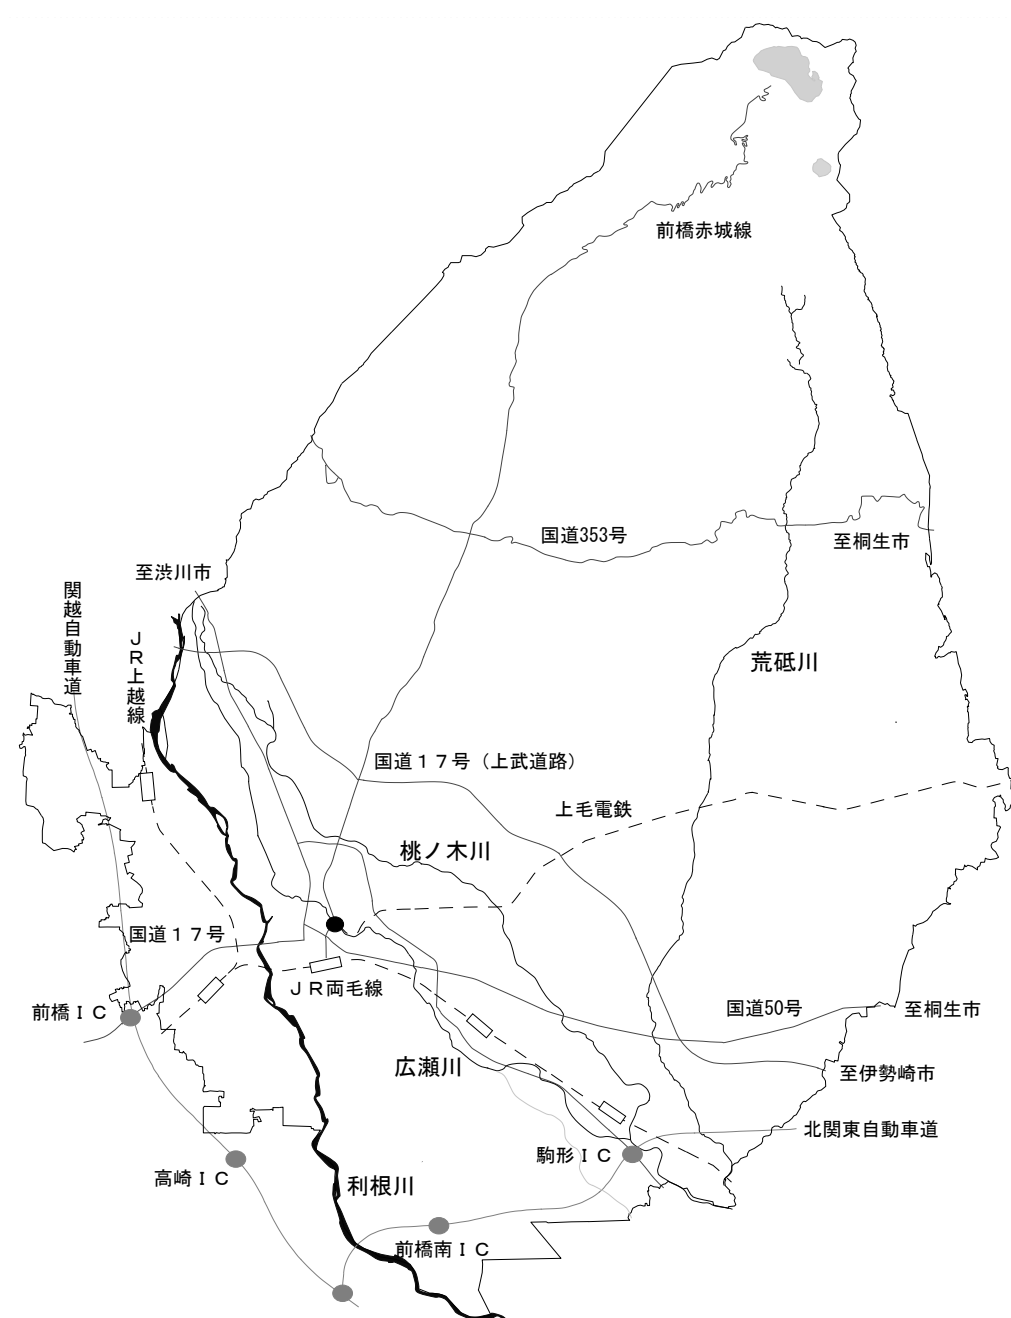 前橋赤城線
国道353号
至桐生市
至渋川市
関越自動車道
ＪＲ上越線
荒砥川
国道１７号（上武道路）
上毛電鉄
桃ノ木川
国道１７号
ＪＲ両毛線
前橋ＩＣ
国道50号
至桐生市
広瀬川
至伊勢崎市
北関東自動車道
駒形ＩＣ
高崎ＩＣ
利根川
前橋南ＩＣ